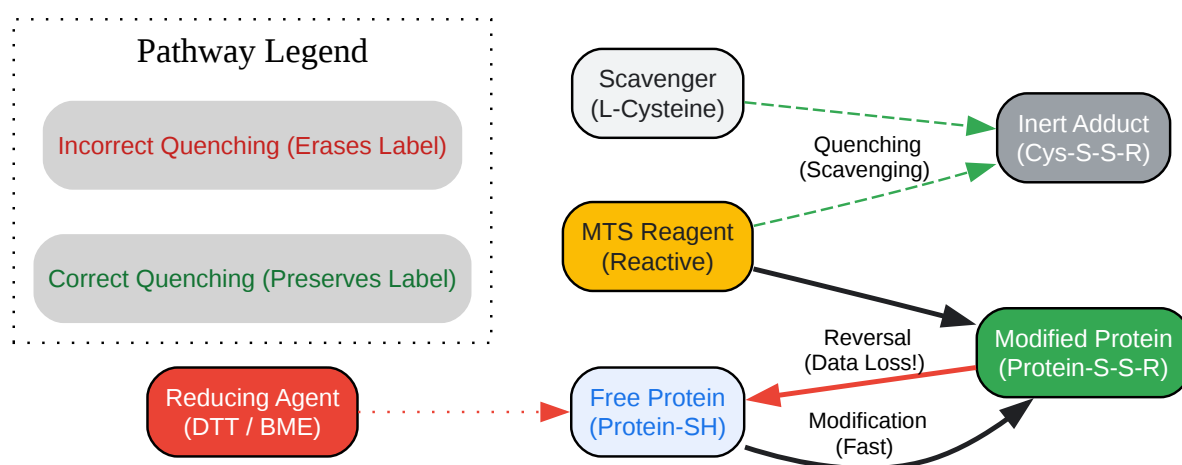 Pathway Legend
Incorrect Quenching (Erases Label)
Correct Quenching (Preserves Label)
Scavenger
(L-Cysteine)
Inert Adduct
(Cys-S-S-R)
Quenching
(Scavenging)
MTS Reagent
(Reactive)
Modified Protein
(Protein-S-S-R)
Reversal
(Data Loss!)
Reducing Agent
(DTT / BME)
Free Protein
(Protein-SH)
Modification
(Fast)